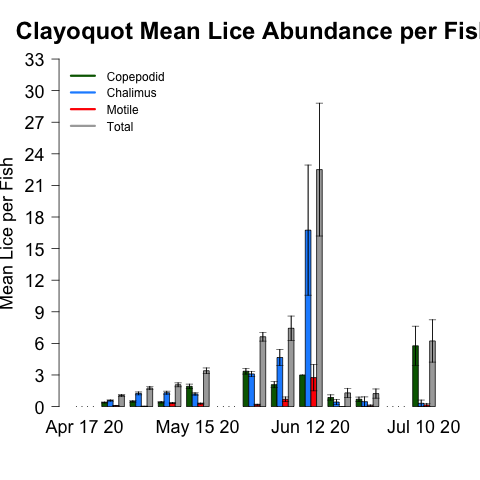 Clayoquot Mean Lice Abundance per Fish
Copepodid
Chalimus
Motile
Total
Mean Lice per Fish
33
30
27
24
21
18
15
12
9
6
3
0
Apr 17 20
May 15 20
Jun 12 20
Jul 10 20